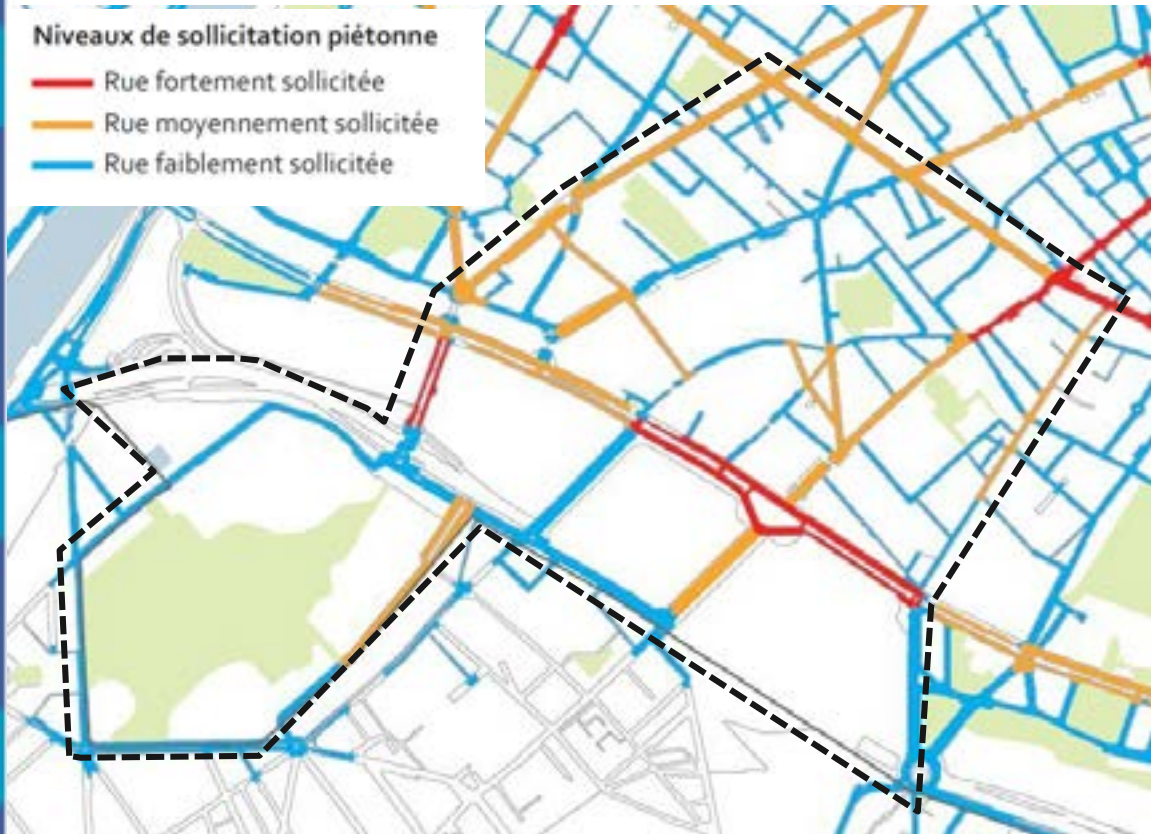 Niveaux de sollicitation piétonne
Rue fortement sollicitée
Rue moyennement sollicitée
Rue faiblement sollicitée